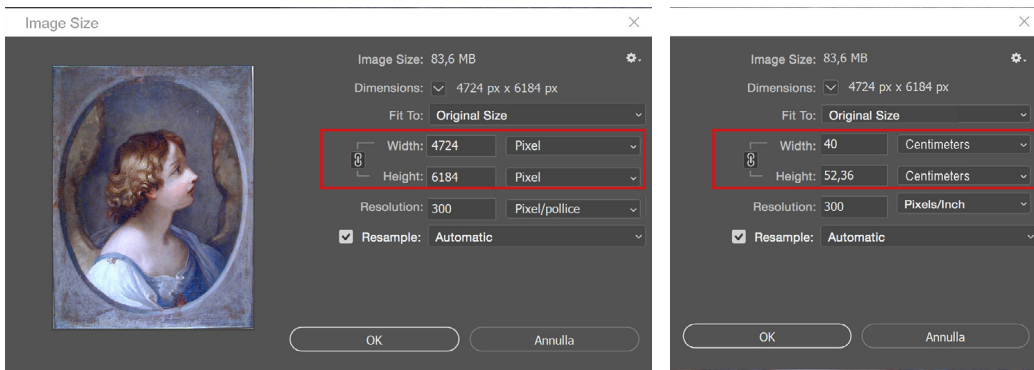 Image Size
Image Size: 83,6 MB
Dimensions: 4724 px x 6184 px
Fit To: Original Size
Width: 4724 Pixel
Height: 6184 Pixel
Resolution: 300 Pixel/pollice
Resample: Automatic
OK Annulla
Image Size: 83,6 MB
Dimensions: 4724 px x 6184 px
Fit To: Original Size
Width: 40 Centimeters
Height: 52,36 Centimeters
Resolution: 300 Pixels/Inch
Resample: Automatic
OK Annulla